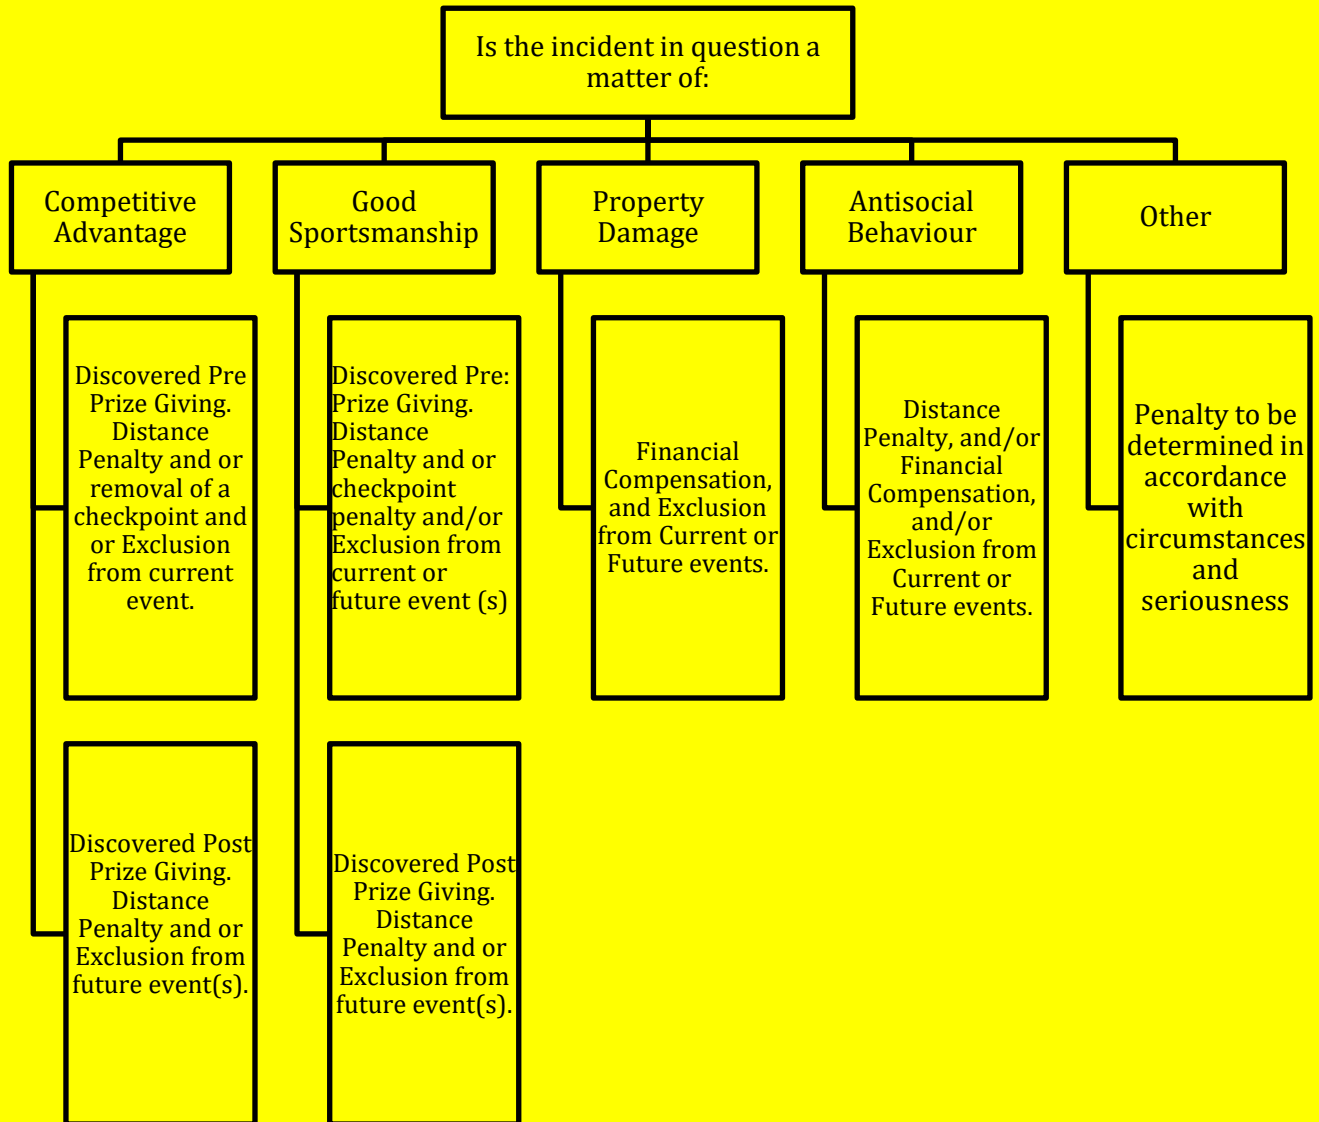 Is the incident in question a
matter of:
Competitive
Advantage
Good
Sportsmanship
Property
Damage
Antisocial
Behaviour
Other
Discovered Pre
Prize Giving.
Distance
Penalty and or
removal of a
checkpoint and
or Exclusion
from current
event.
Discovered Pre:
Prize Giving.
Distance
Penalty and or
checkpoint
penalty and/or
Exclusion from
current or
future event (s)
Financial
Compensation,
and Exclusion
from Current or
Future events.
Distance
Penalty, and/or
Financial
Compensation,
and/or
Exclusion from
Current or
Future events.
Penalty to be
determined in
accordance
with
circumstances
and
seriousness
Discovered Post
Prize Giving.
Distance
Penalty and or
Exclusion from
future event(s).
Discovered Post
Prize Giving.
Distance
Penalty and or
Exclusion from
future event(s).